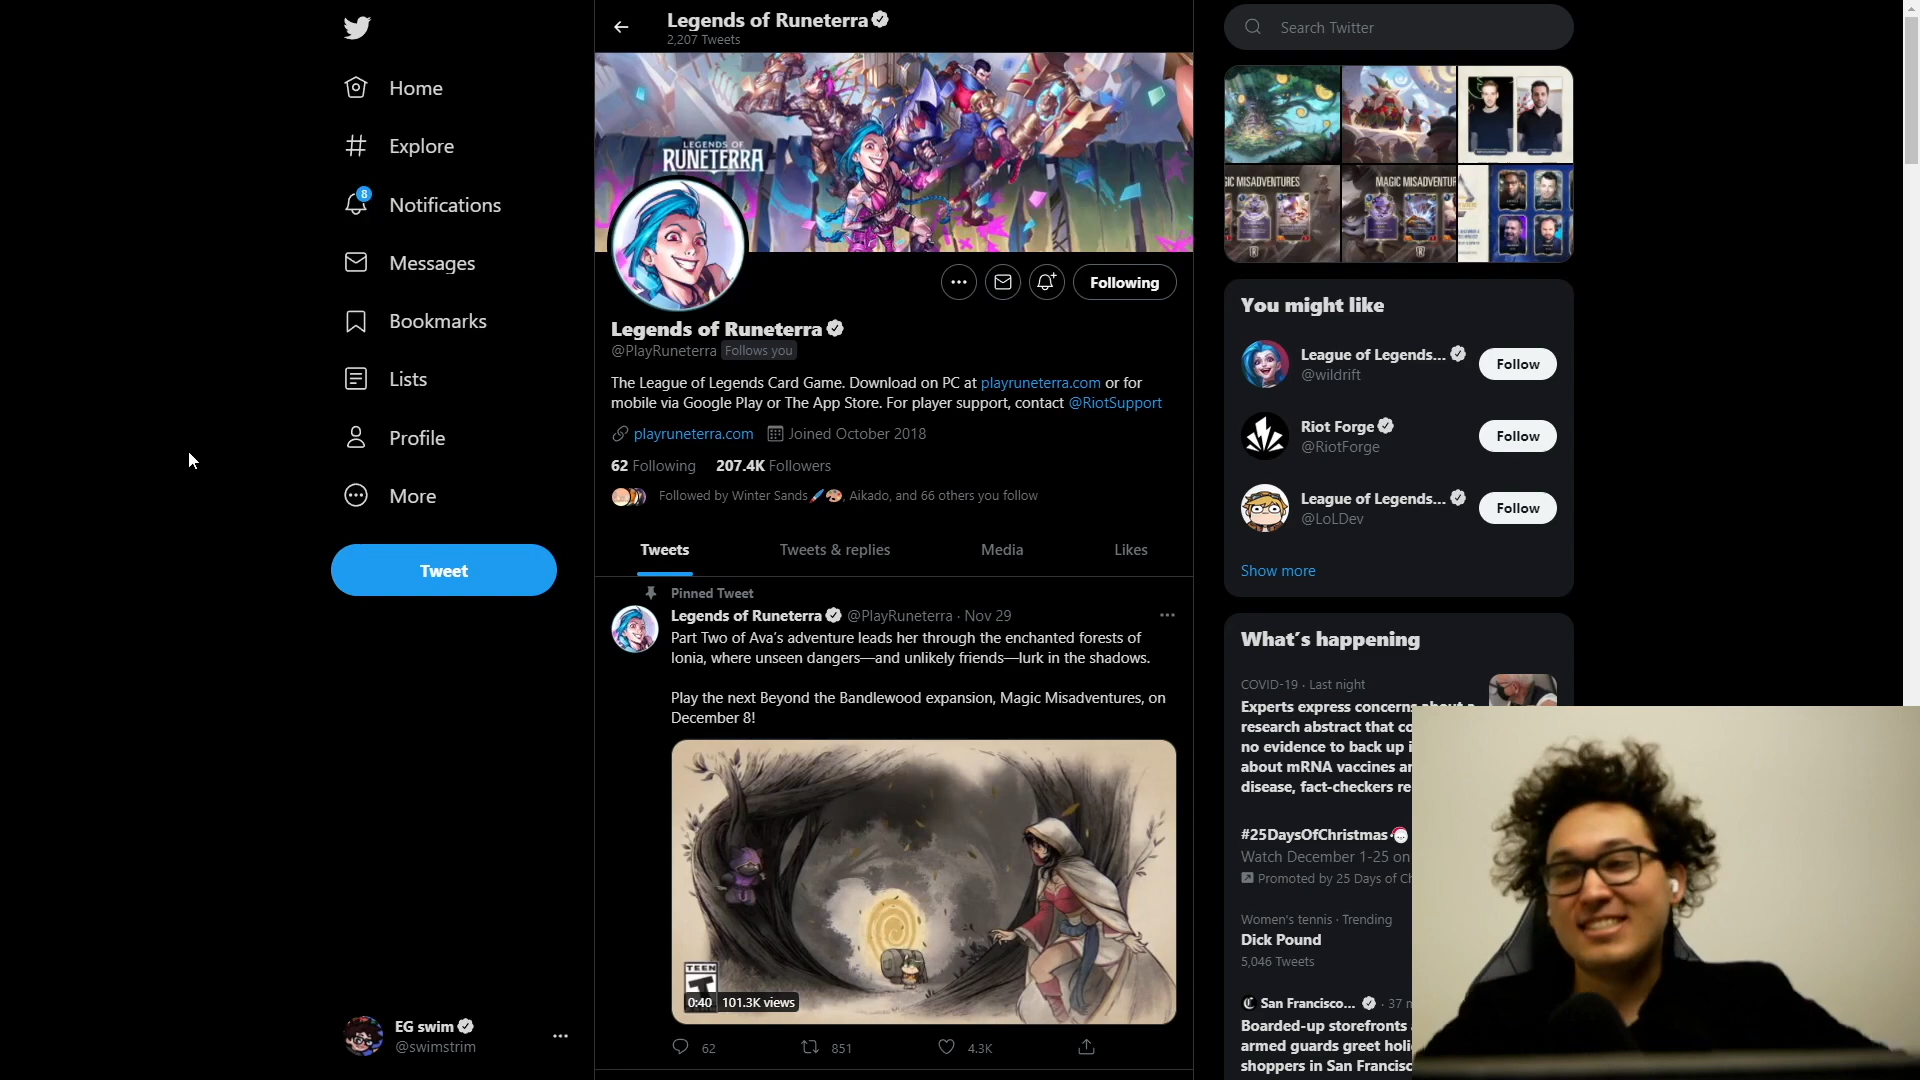 Home
Explore
8
Notifications
Messages
Bookmarks
Lists
Profile
More
Tweet
EG swim
@swimstrim
Legends of Runeterra
2,207 Tweets
LEGENDS OF
RUNETERRA
Following
Legends of Runeterra
@PlayRuneterra Follows you
The League of Legends Card Game. Download on PC at playruneterra.com or for
mobile via Google Play or The App Store. For player support, contact @RiotSupport
playruneterra.com Joined October 2018
62 Following 207.4K Followers
Followed by Winter Sands🖌️🎨, Aikado, and 66 others you follow
Tweets Tweets & replies Media Likes
Pinned Tweet
Legends of Runeterra @PlayRuneterra · Nov 29
Part Two of Ava's adventure leads her through the enchanted forests of
Ionia, where unseen dangers—and unlikely friends—lurk in the shadows.
Play the next Beyond the Bandlewood expansion, Magic Misadventures, on
December 8!
TEEN
T
0:40 101.3K views
62 851 4.3K
Search Twitter
GIC MISADVENTURES
MAGIC MISADVENTUR
You might like
League of Legends...
@wildrift
Follow
Riot Forge
@RiotForge
Follow
League of Legends...
@LoLDev
Follow
Show more
What's happening
COVID-19 · Last night
Experts express concerns about a
research abstract that co
no evidence to back up i
about mRNA vaccines ar
disease, fact-checkers re
#25DaysOfChristmas🎅
Watch December 1-25 on
Promoted by 25 Days of Ch
Women's tennis · Trending
Dick Pound
5,046 Tweets
San Francisco... · 37 m
Boarded-up storefronts
armed guards greet holi
shoppers in San Francisc